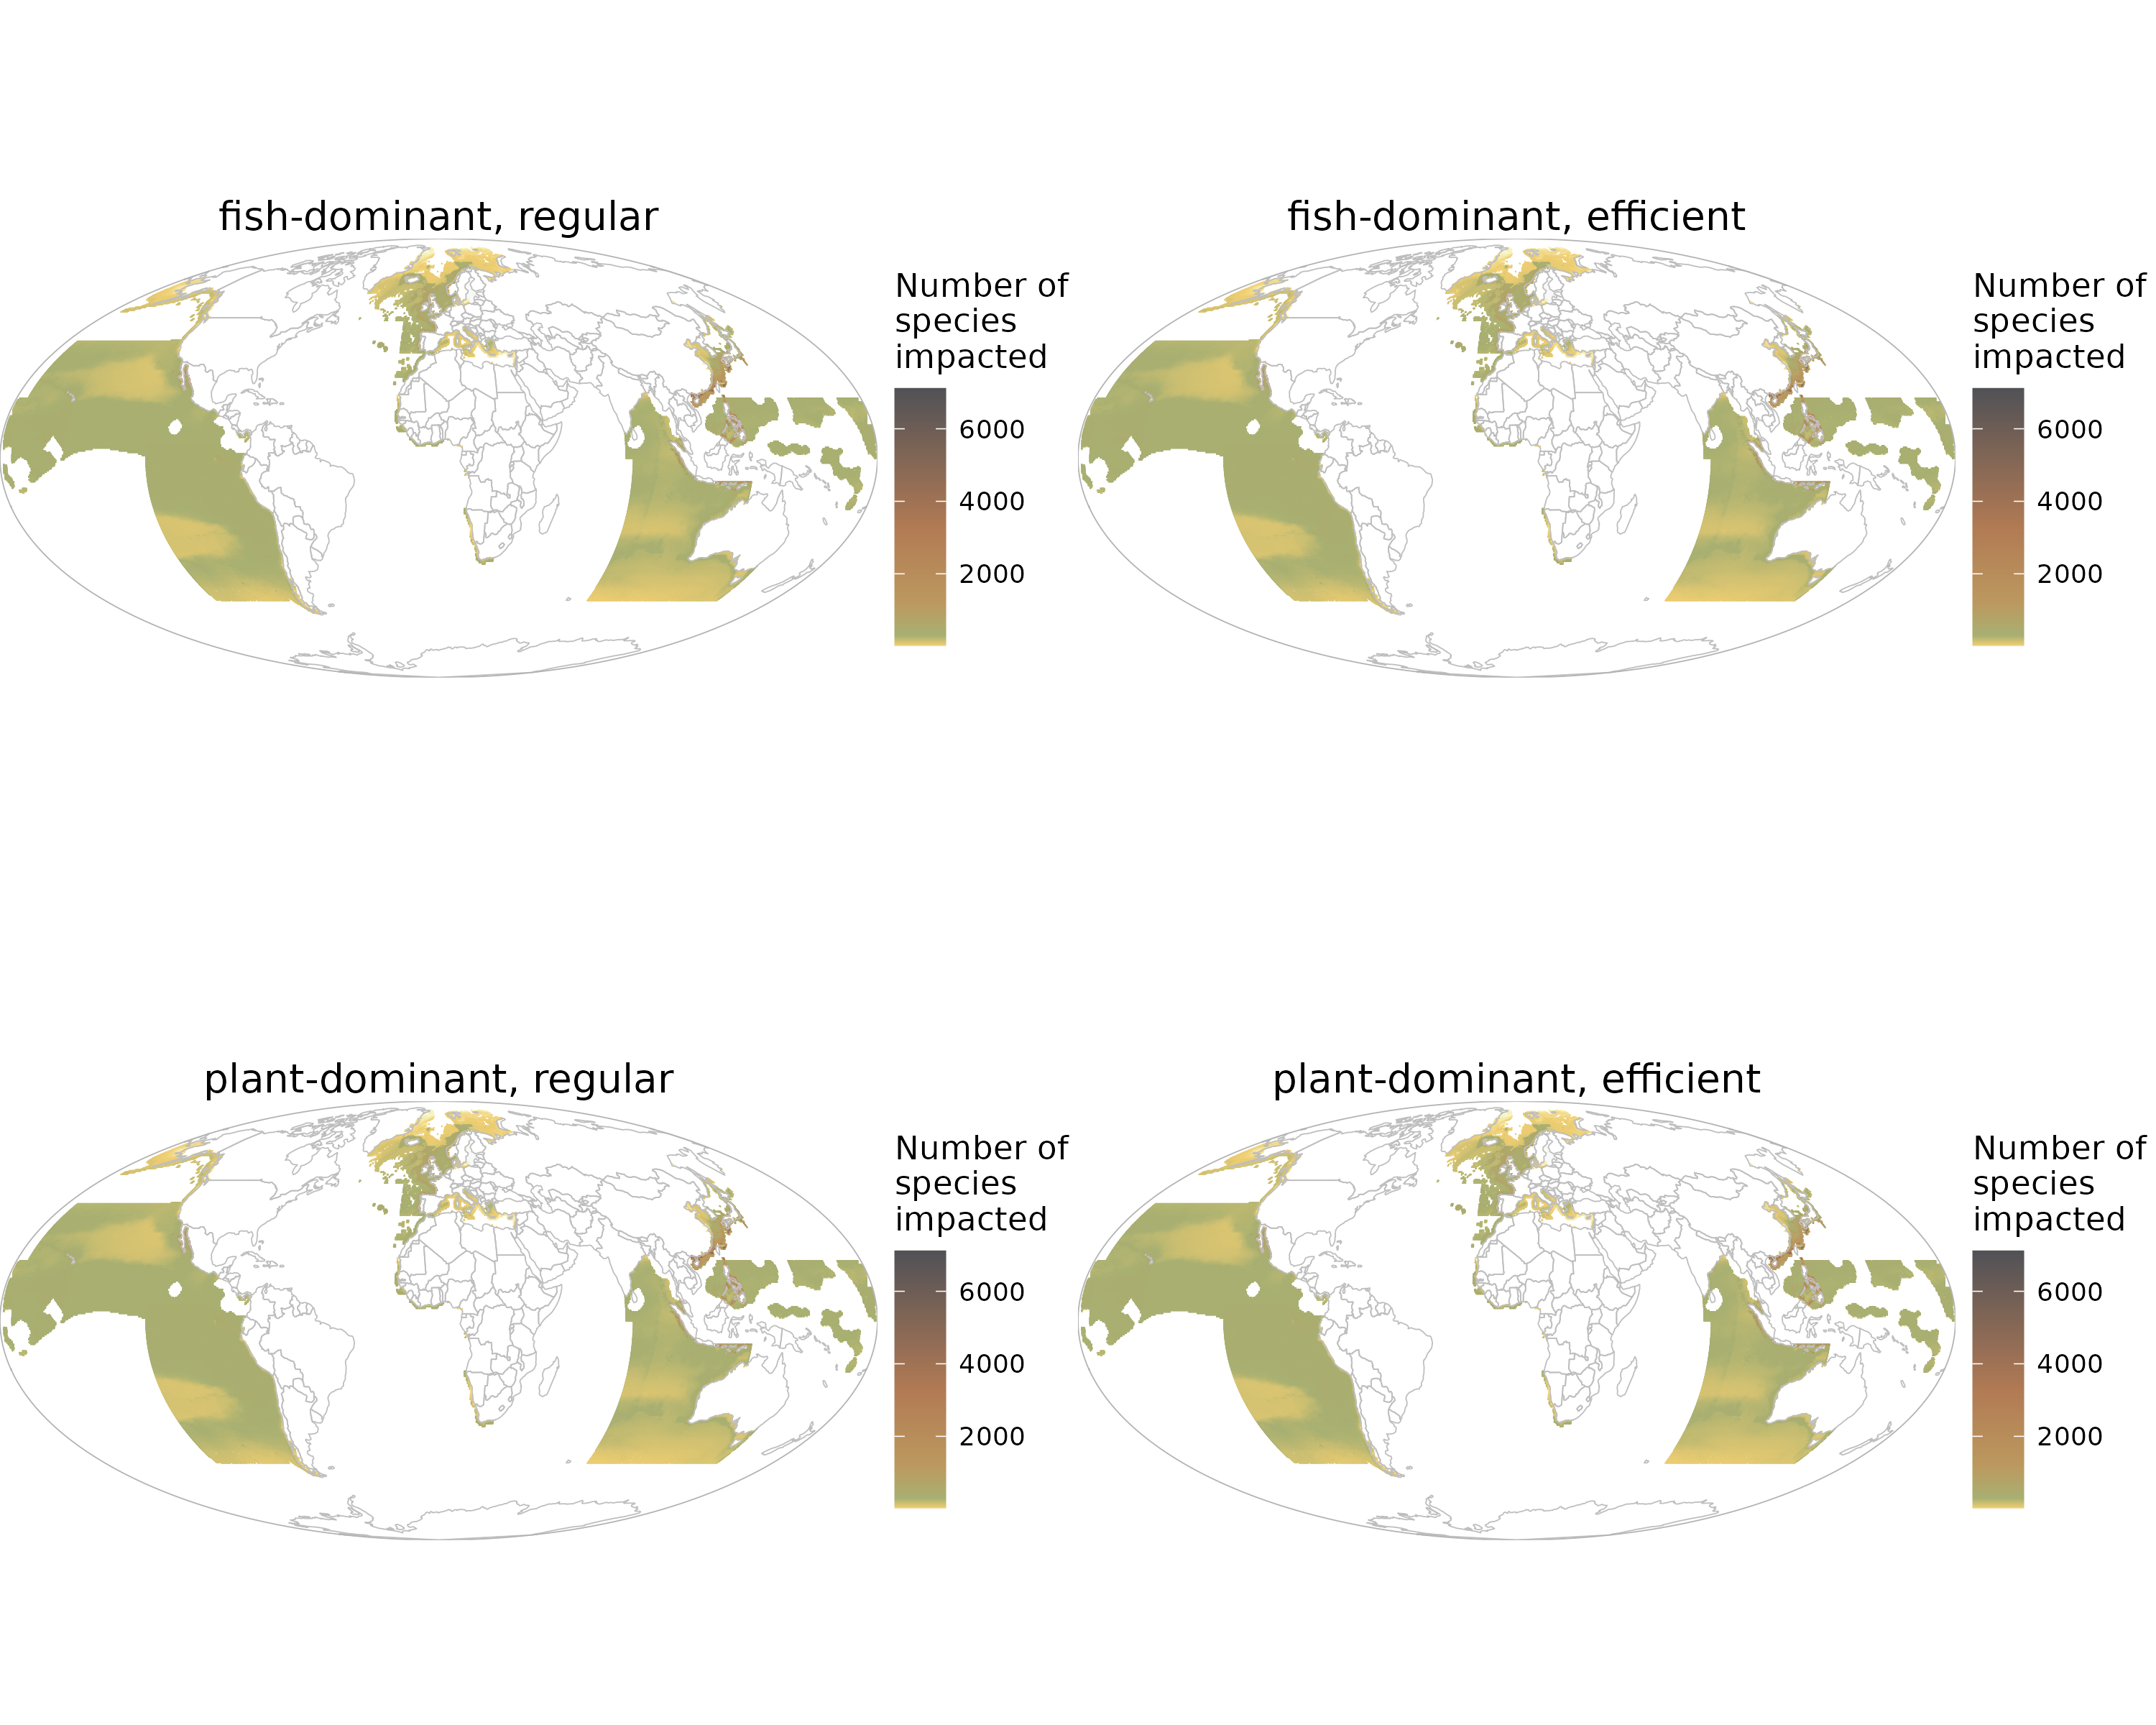 fish-dominant, regular
Number of
species
impacted
6000
4000
2000
fish-dominant, efficient
Number of
species
impacted
6000
4000
2000
plant-dominant, regular
Number of
species
impacted
6000
4000
2000
plant-dominant, efficient
Number of
species
impacted
6000
4000
2000